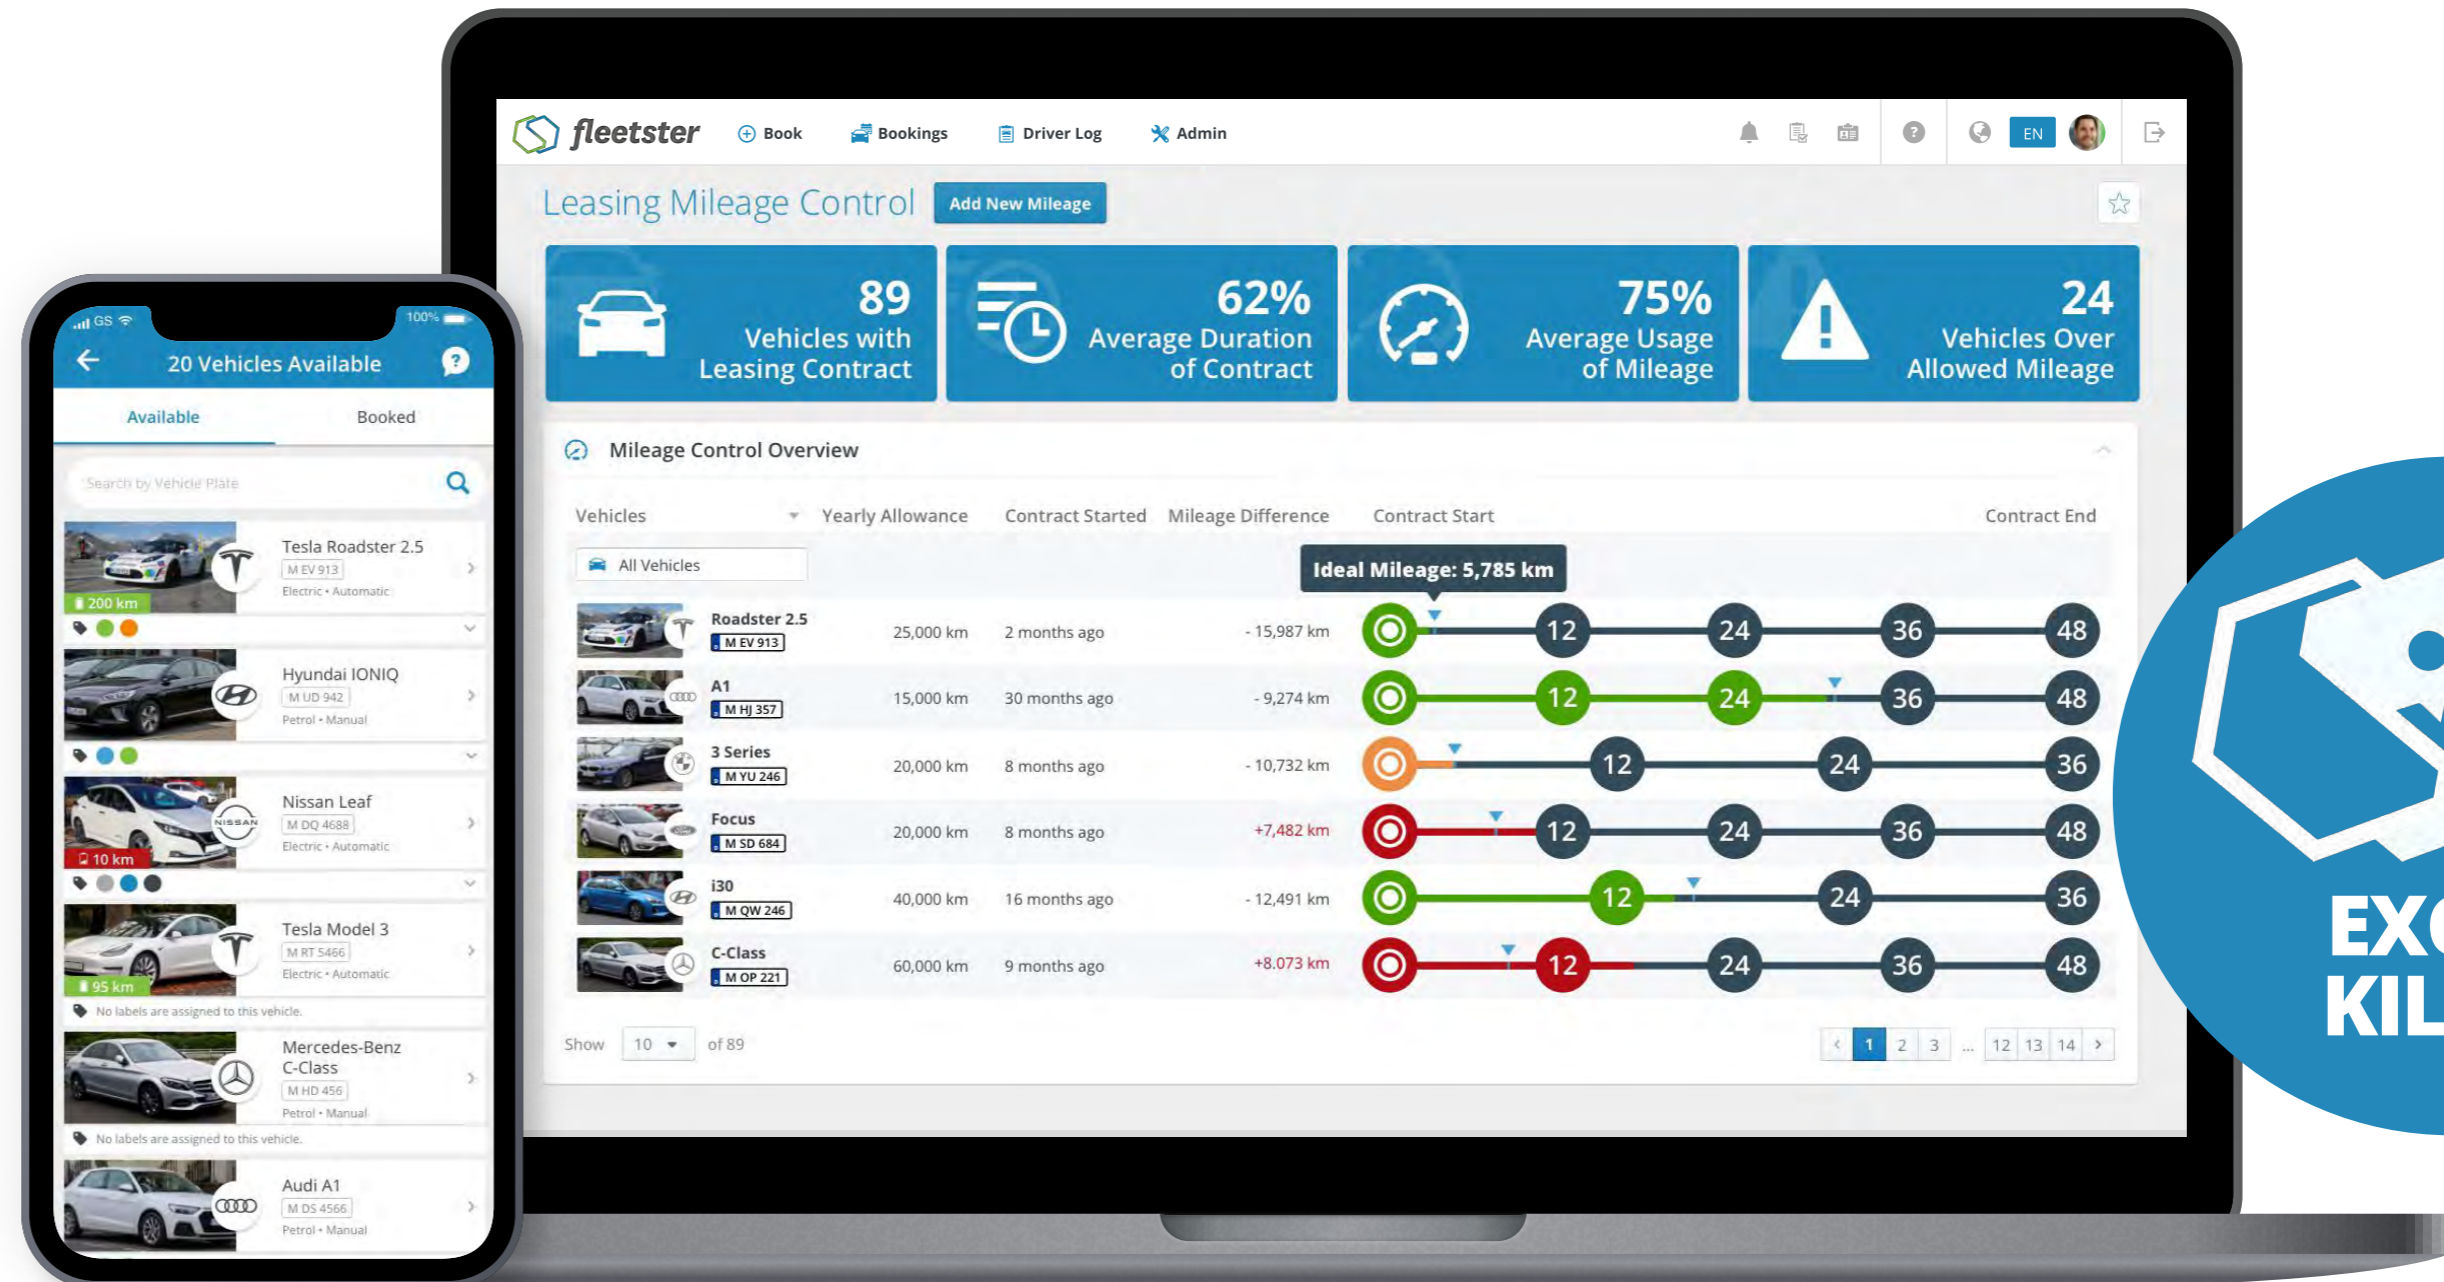 fleetster
Book
Bookings
Driver Log
Admin
EN
Leasing Mileage Control
Add New Mileage
89
Vehicles with
Leasing Contract
62%
Average Duration
of Contract
75%
Average Usage
of Mileage
24
Vehicles Over
Allowed Mileage
Mileage Control Overview
Vehicles Yearly Allowance Contract Started Mileage Difference Contract Start Contract End
All Vehicles
Ideal Mileage: 5,785 km
Roadster 2.5
M EV 913
25,000 km 2 months ago - 15,987 km 12 24 36 48
A1
M HJ 357
15,000 km 30 months ago - 9,274 km 12 24 36 48
3 Series
M YU 246
20,000 km 8 months ago - 10,732 km 12 24 36
Focus
M SD 684
20,000 km 8 months ago +7,482 km 12 24 36 48
i30
M QW 246
40,000 km 16 months ago - 12,491 km 12 24 36
C-Class
M OP 221
60,000 km 9 months ago +8.073 km 12 24 36 48
Show 10 of 89
1 2 3 ... 12 13 14
GS
100%
20 Vehicles Available
?
Available Booked
Search by Vehicle Plate
Tesla Roadster 2.5
M EV 913
Electric • Automatic
200 km
Hyundai IONIQ
M UD 942
Petrol • Manual
Nissan Leaf
NISSAN
M DQ 4688
Electric • Automatic
10 km
Tesla Model 3
M RT 5466
Electric • Automatic
95 km
No labels are assigned to this vehicle.
Mercedes-Benz
C-Class
M HD 456
Petrol • Manual
No labels are assigned to this vehicle.
Audi A1
M DS 4566
Petrol • Manual